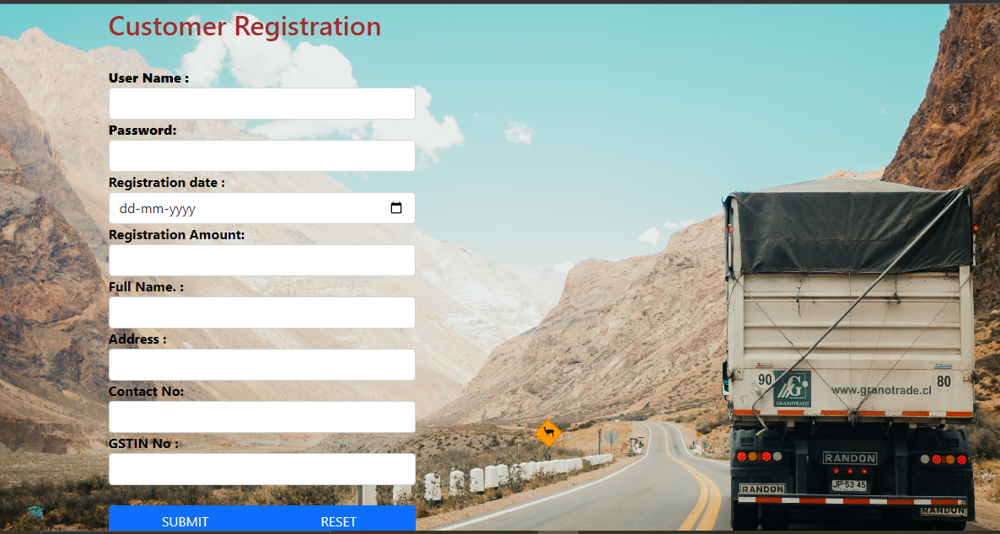 Customer Registration
User Name :
Password:
Registration date :
dd-mm-yyyy
Registration Amount:
Full Name. :
Address :
Contact No:
GSTIN No :
SUBMIT RESET
90 GRANOTRADE www.granotrade.cl 80
RANDON
JP 53 45
RANDON
RANDON